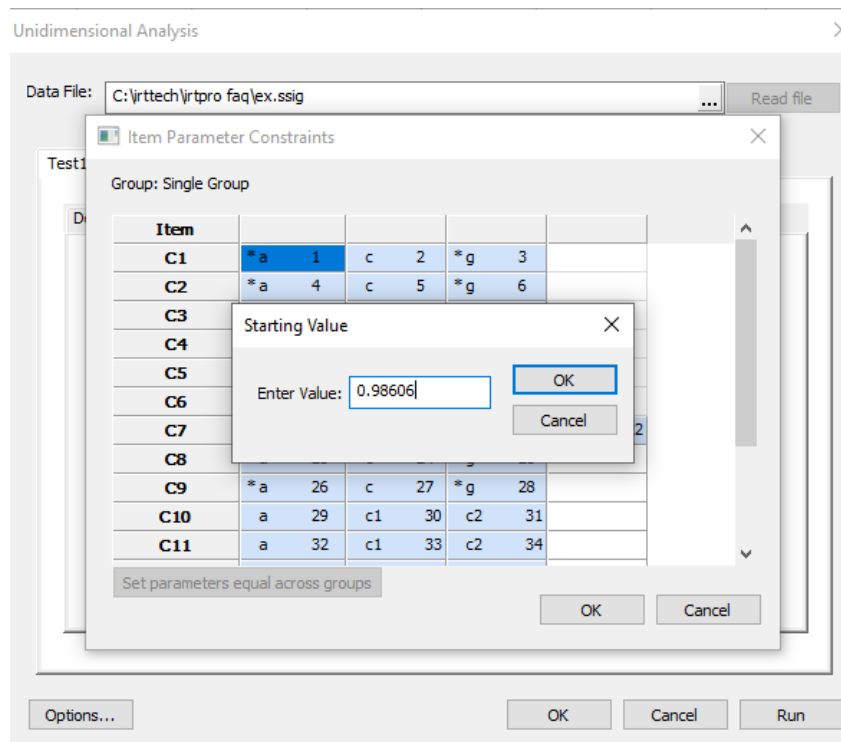 Unidimensional Analysis
Data File: C:\irttech\irtpro faq\ex.ssig ... Read file
Item Parameter Constraints
Test1
Group: Single Group
Item
C1 *a 1 c 2 *g 3
C2 *a 4 c 5 *g 6
C3
C4
C5
C6
C7 2
C8
C9 *a 26 c 27 *g 28
C10 a 29 c1 30 c2 31
C11 a 32 c1 33 c2 34
Starting Value
Enter Value: 0.98606 OK
Cancel
Set parameters equal across groups
OK Cancel
Options... OK Cancel Run